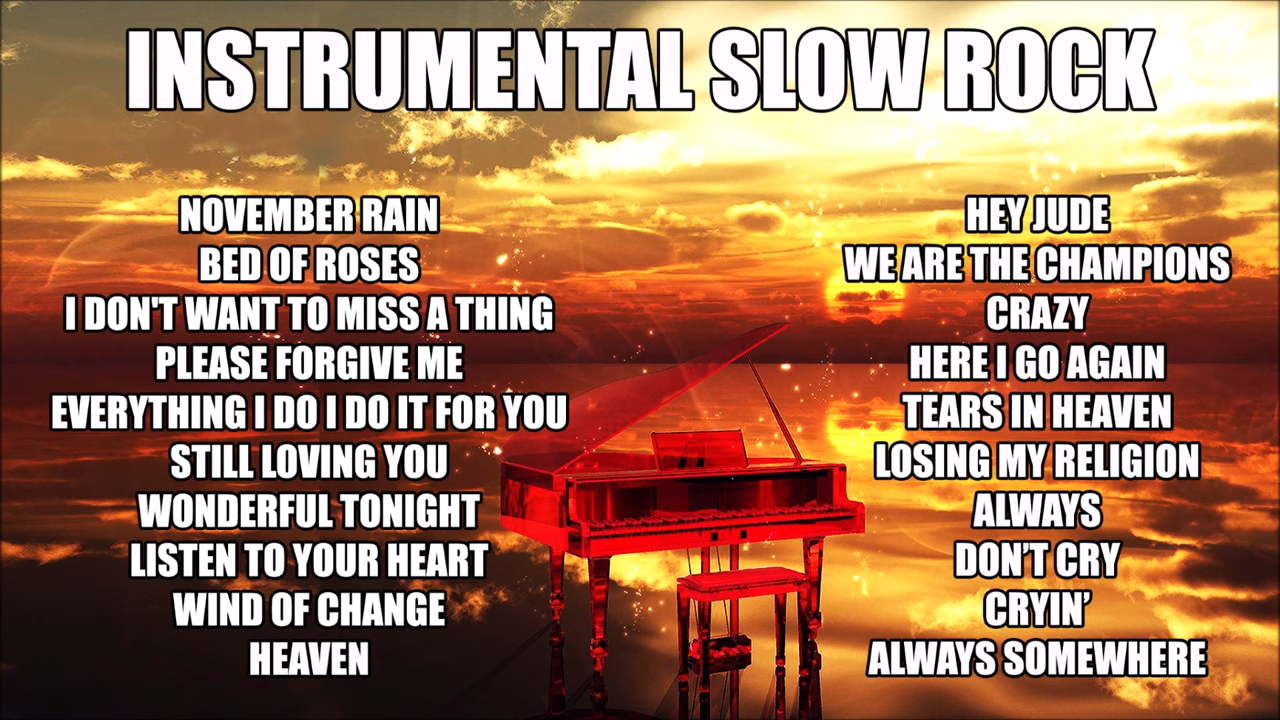 INSTRUMENTAL SLOW ROCK
NOVEMBER RAIN
BED OF ROSES
I DON'T WANT TO MISS A THING
PLEASE FORGIVE ME
EVERYTHING I DO I DO IT FOR YOU
STILL LOVING YOU
WONDERFUL TONIGHT
LISTEN TO YOUR HEART
WIND OF CHANGE
HEAVEN
HEY JUDE
WE ARE THE CHAMPIONS
CRAZY
HERE I GO AGAIN
TEARS IN HEAVEN
LOSING MY RELIGION
ALWAYS
DON’T CRY
CRYIN’
ALWAYS SOMEWHERE